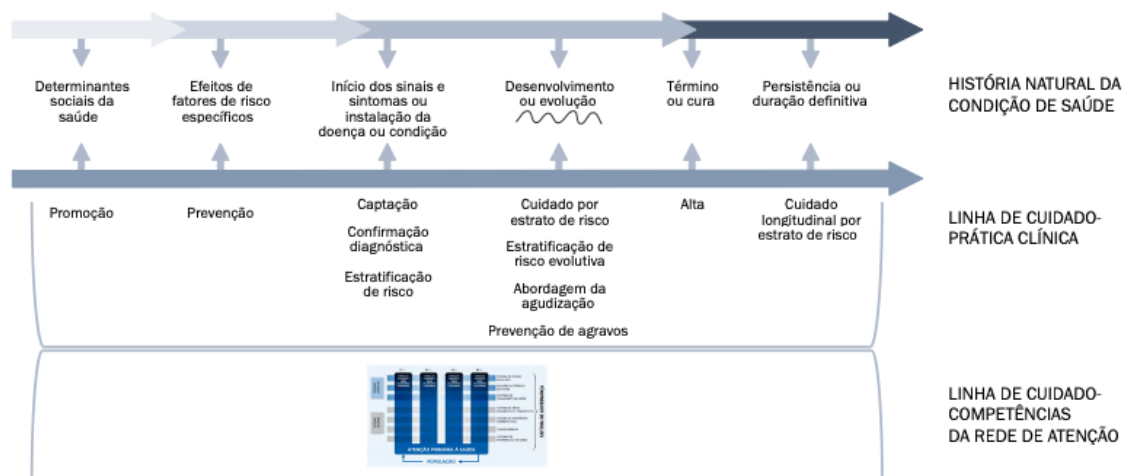 Determinantes
sociais da
saúde
Efeitos de
fatores de risco
específicos
Início dos sinais e
sintomas ou
instalação da
doença ou condição
Desenvolvimento
ou evolução
Término
ou cura
Persistência ou
duração definitiva
HISTÓRIA NATURAL DA
CONDIÇÃO DE SAÚDE
Promoção
Prevenção
Captação
Confirmação
diagnóstica
Estratificação
de risco
Cuidado por
estrato de risco
Estratificação de
risco evolutiva
Abordagem da
agudização
Prevenção de agravos
Alta
Cuidado
longitudinal por
estrato de risco
LINHA DE CUIDADO-
PRÁTICA CLÍNICA
ATENÇÃO PRIMÁRIA À SAÚDE
POPULAÇÃO
LINHA DE CUIDADO-
COMPETÊNCIAS
DA REDE DE ATENÇÃO